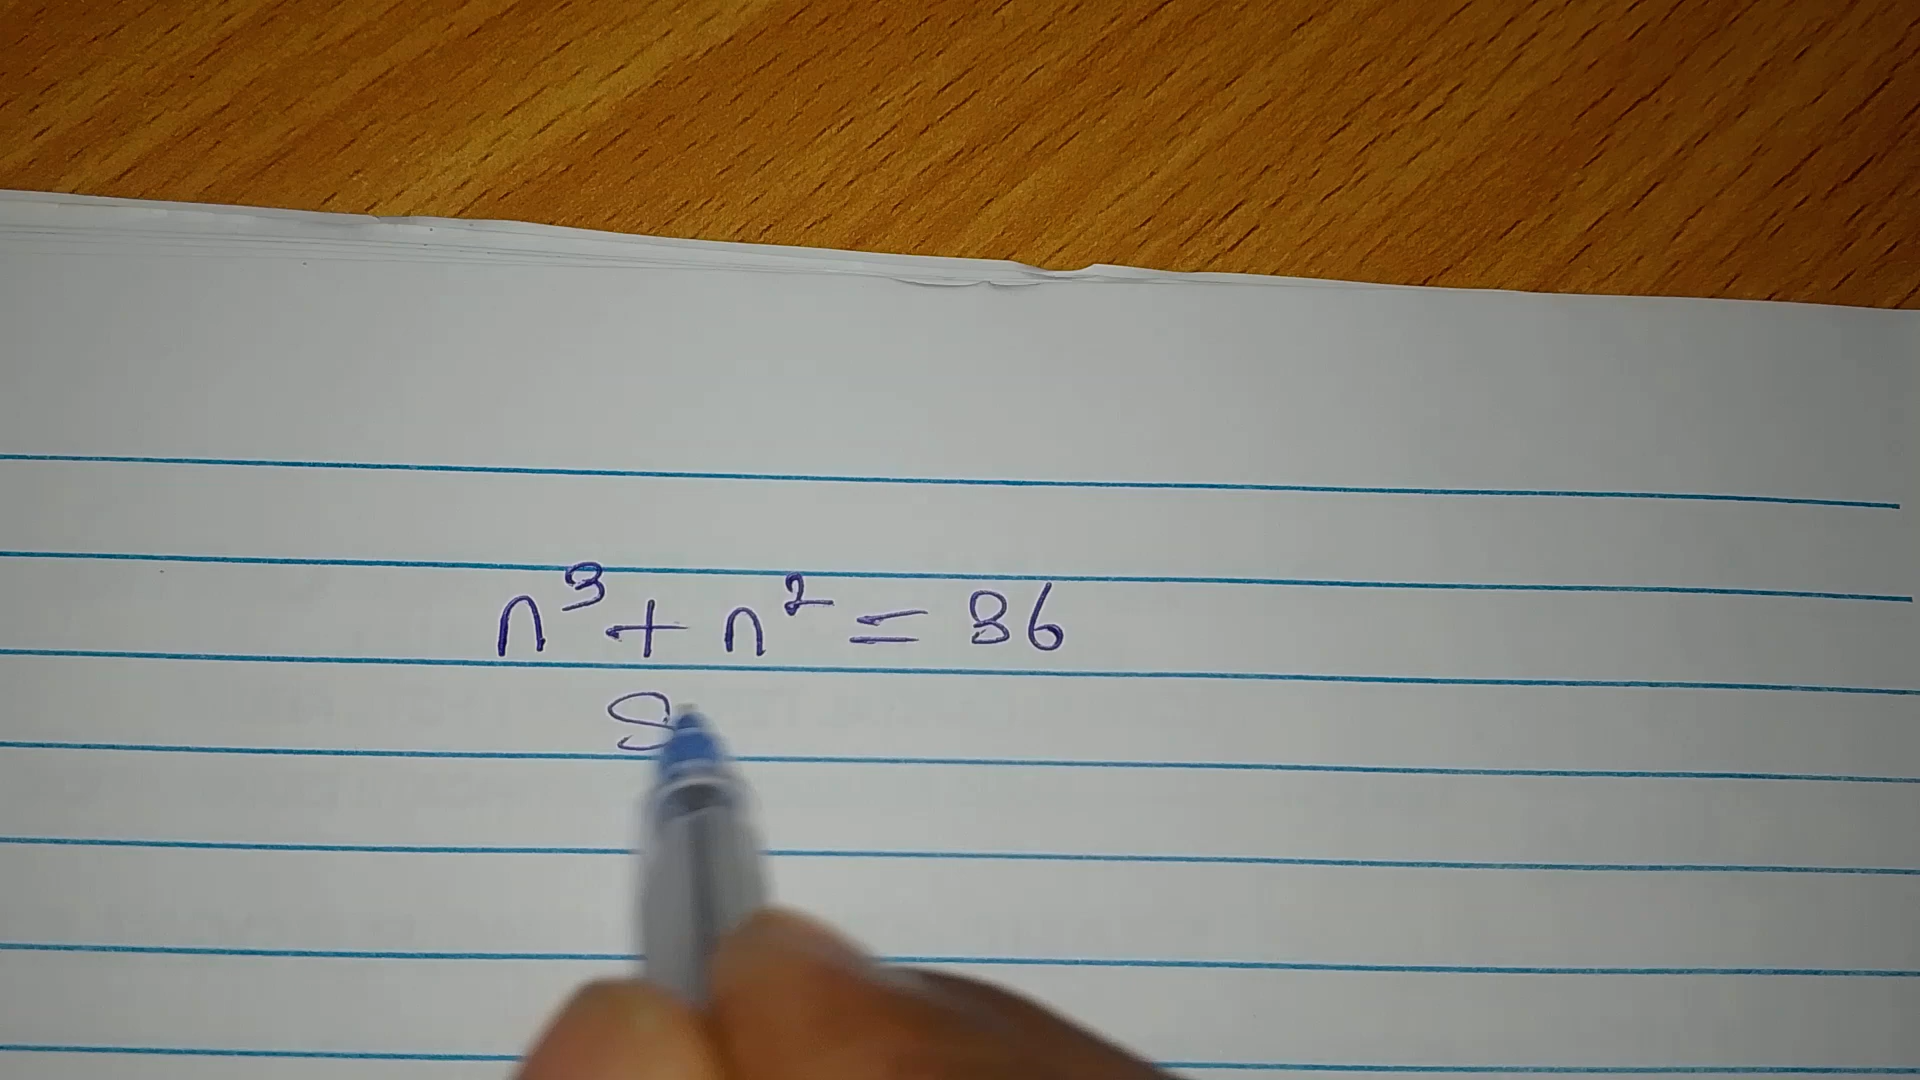 n³ + n² = 36
S